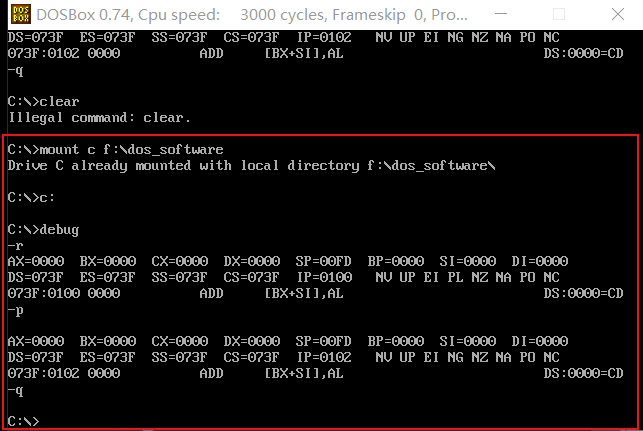 DOS BOX
DOSBox 0.74, Cpu speed: 3000 cycles, Frameskip 0, Pro...
DS=073F ES=073F SS=073F CS=073F IP=0102 NV UP EI NG NZ NA PO NC
073F:0102 0000 ADD [BX+SI],AL DS:0000=CD
-q
C:\>clear
Illegal command: clear.
C:\>mount c f:\dos_software
Drive C already mounted with local directory f:\dos_software\
C:\>c:
C:\>debug
-r
AX=0000 BX=0000 CX=0000 DX=0000 SP=00FD BP=0000 SI=0000 DI=0000
DS=073F ES=073F SS=073F CS=073F IP=0100 NV UP EI PL NZ NA PO NC
073F:0100 0000 ADD [BX+SI],AL DS:0000=CD
-p
AX=0000 BX=0000 CX=0000 DX=0000 SP=00FD BP=0000 SI=0000 DI=0000
DS=073F ES=073F SS=073F CS=073F IP=0102 NV UP EI NG NZ NA PO NC
073F:0102 0000 ADD [BX+SI],AL DS:0000=CD
-q
C:\>